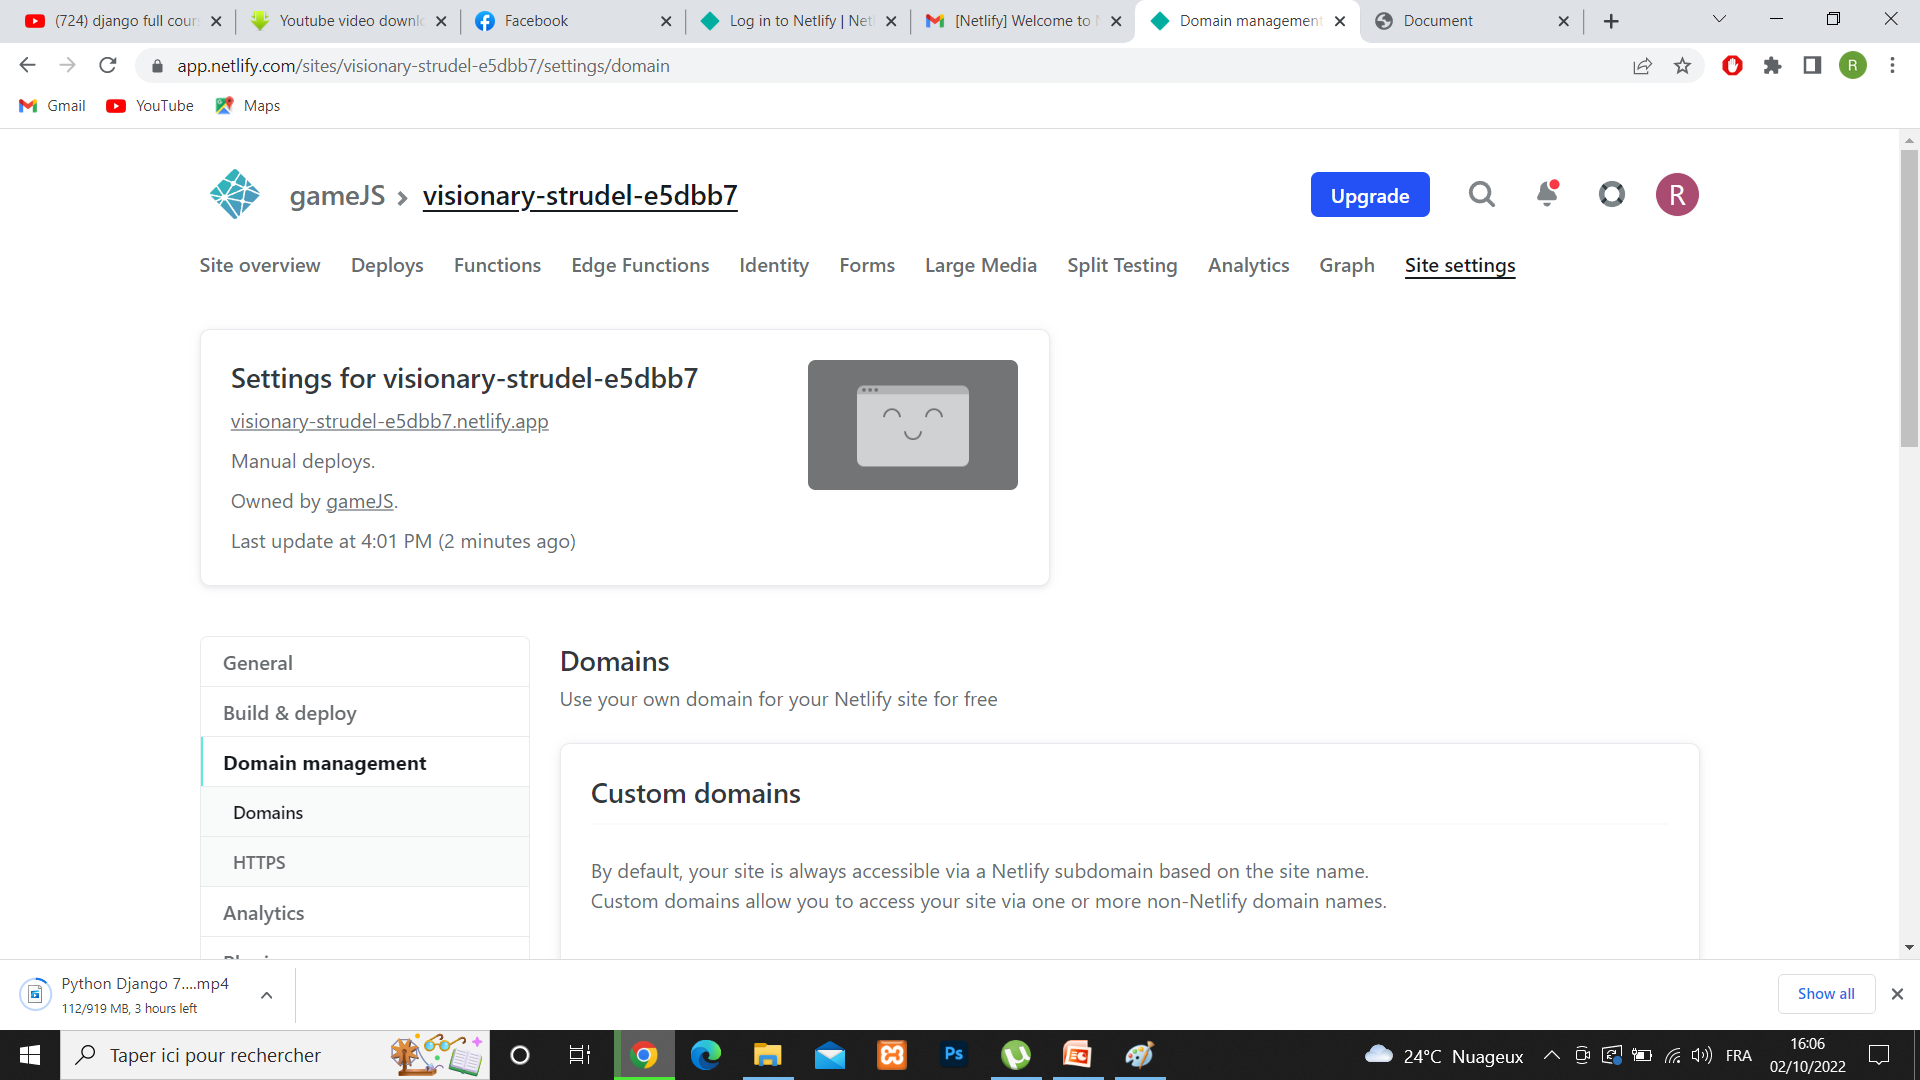 (724) django full cour
Youtube video downl
Facebook
Log in to Netlify | Netl
[Netlify] Welcome to N
Domain management
Document
app.netlify.com/sites/visionary-strudel-e5dbb7/settings/domain
R
Gmail
YouTube
Maps
gameJS
visionary-strudel-e5dbb7
Upgrade
R
Site overview
Deploys
Functions
Edge Functions
Identity
Forms
Large Media
Split Testing
Analytics
Graph
Site settings
Settings for visionary-strudel-e5dbb7
visionary-strudel-e5dbb7.netlify.app
Manual deploys.
Owned by gameJS.
Last update at 4:01 PM (2 minutes ago)
General
Build & deploy
Domain management
Domains
HTTPS
Analytics
Domains
Use your own domain for your Netlify site for free
Custom domains
By default, your site is always accessible via a Netlify subdomain based on the site name.
Custom domains allow you to access your site via one or more non-Netlify domain names.
Python Django 7....mp4
112/919 MB, 3 hours left
Show all
Taper ici pour rechercher
Ps
24°C Nuageux
FRA
16:06
02/10/2022